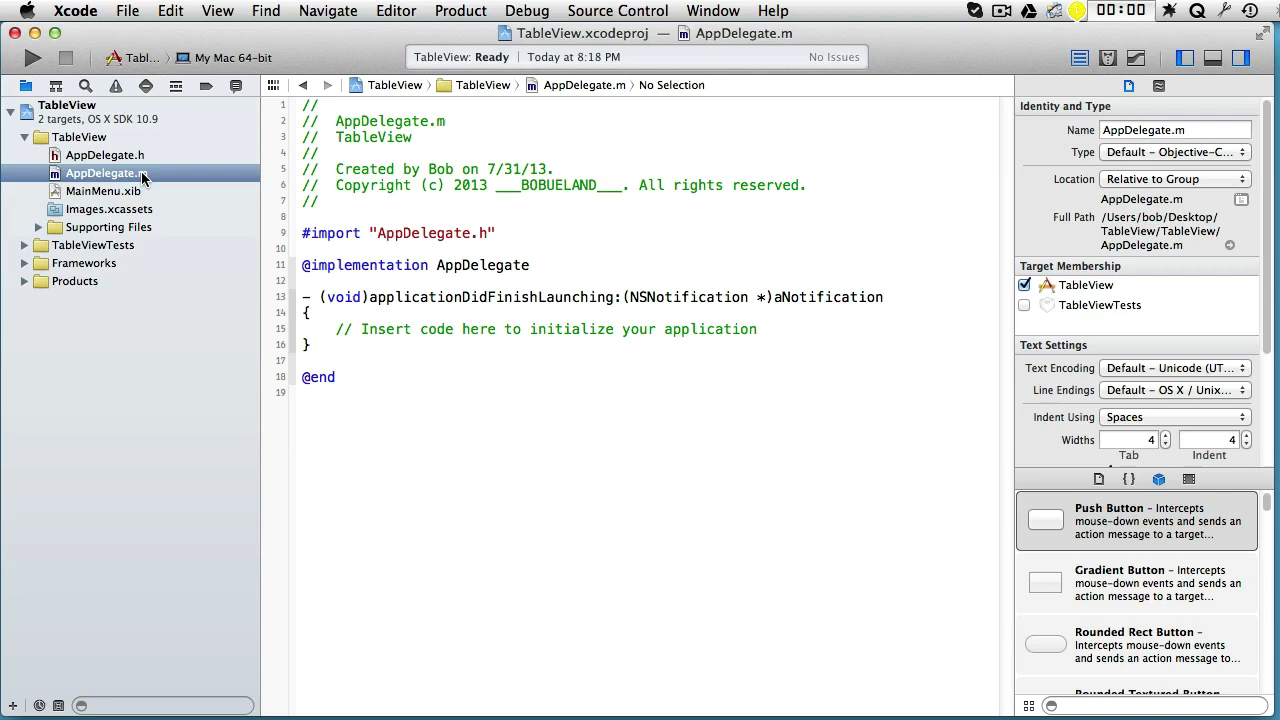 Xcode File Edit View Find Navigate Editor Product Debug Source Control Window Help 00:00
TableView.xcodeproj — AppDelegate.m
Tabl... My Mac 64-bit
TableView: Ready Today at 8:18 PM No Issues
TableView TableView AppDelegate.m No Selection
TableView
2 targets, OS X SDK 10.9
TableView
AppDelegate.h
AppDelegate.m
MainMenu.xib
Images.xcassets
Supporting Files
TableViewTests
Frameworks
Products
1 //
2 // AppDelegate.m
3 // TableView
4 //
5 // Created by Bob on 7/31/13.
6 // Copyright (c) 2013 ___BOBUELAND___. All rights reserved.
7 //
8
9 #import "AppDelegate.h"
10
11 @implementation AppDelegate
12
13 - (void)applicationDidFinishLaunching:(NSNotification *)aNotification
14 {
15 // Insert code here to initialize your application
16 }
17
18 @end
19
Identity and Type
Name AppDelegate.m
Type Default - Objective-C...
Location Relative to Group
AppDelegate.m
Full Path /Users/bob/Desktop/
TableView/TableView/
AppDelegate.m
Target Membership
TableView
TableViewTests
Text Settings
Text Encoding Default - Unicode (UT...
Line Endings Default - OS X / Unix...
Indent Using Spaces
Widths 4 4
Tab Indent
Push Button - Intercepts
mouse-down events and sends an
action message to a target...
Gradient Button - Intercepts
mouse-down events and sends an
action message to a target...
Rounded Rect Button -
Intercepts mouse-down events
and sends an action message to...
Rounded Textured Button